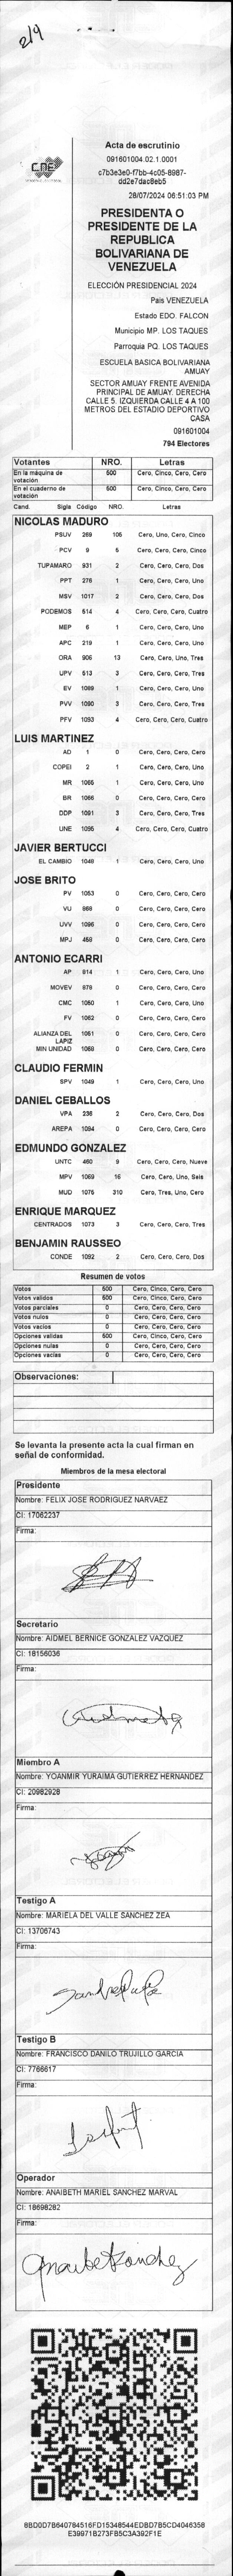 2/9
CNE
Acta de escrutinio
091601004.02.1.0001
c7b3e3e0-f7bb-4c05-8987-
dd2e7dac8eb5
28/07/2024 06:51:03 PM
PRESIDENTA O
PRESIDENTE DE LA
REPUBLICA
BOLIVARIANA DE
VENEZUELA
ELECCIÓN PRESIDENCIAL 2024
Pais VENEZUELA
Estado EDO. FALCON
Municipio MP. LOS TAQUES
Parroquia PQ. LOS TAQUES
ESCUELA BASICA BOLIVARIANA
AMUAY
SECTOR AMUAY FRENTE AVENIDA
PRINCIPAL DE AMUAY. DERECHA
CALLE 5. IZQUIERDA CALLE 4 A 100
METROS DEL ESTADIO DEPORTIVO
CASA
091601004
794 Electores
Votantes NRO. Letras
En la máquina de votación 500 Cero, Cinco, Cero, Cero
En el cuaderno de votación 500 Cero, Cinco, Cero, Cero
Cand. Sigla Código NRO. Letras
NICOLAS MADURO
PSUV 269 105 Cero, Uno, Cero, Cinco
PCV 9 5 Cero, Cero, Cero, Cinco
TUPAMARO 931 2 Cero, Cero, Cero, Dos
PPT 276 1 Cero, Cero, Cero, Uno
MSV 1017 2 Cero, Cero, Cero, Dos
PODEMOS 514 4 Cero, Cero, Cero, Cuatro
MEP 6 1 Cero, Cero, Cero, Uno
APC 219 1 Cero, Cero, Cero, Uno
ORA 906 13 Cero, Cero, Uno, Tres
UPV 513 3 Cero, Cero, Cero, Tres
EV 1089 1 Cero, Cero, Cero, Uno
PVV 1090 3 Cero, Cero, Cero, Tres
PFV 1093 4 Cero, Cero, Cero, Cuatro
LUIS MARTINEZ
AD 1 0 Cero, Cero, Cero, Cero
COPEI 2 1 Cero, Cero, Cero, Uno
MR 1065 1 Cero, Cero, Cero, Uno
BR 1066 0 Cero, Cero, Cero, Cero
DDP 1091 3 Cero, Cero, Cero, Tres
UNE 1095 4 Cero, Cero, Cero, Cuatro
JAVIER BERTUCCI
EL CAMBIO 1048 1 Cero, Cero, Cero, Uno
JOSE BRITO
PV 1053 0 Cero, Cero, Cero, Cero
VU 868 0 Cero, Cero, Cero, Cero
UVV 1096 0 Cero, Cero, Cero, Cero
MPJ 459 0 Cero, Cero, Cero, Cero
ANTONIO ECARRI
AP 814 1 Cero, Cero, Cero, Uno
MOVEV 878 0 Cero, Cero, Cero, Cero
CMC 1050 1 Cero, Cero, Cero, Uno
FV 1062 0 Cero, Cero, Cero, Cero
ALIANZA DEL LAPIZ 1051 0 Cero, Cero, Cero, Cero
MIN UNIDAD 1068 0 Cero, Cero, Cero, Cero
CLAUDIO FERMIN
SPV 1049 1 Cero, Cero, Cero, Uno
DANIEL CEBALLOS
VPA 236 2 Cero, Cero, Cero, Dos
AREPA 1094 0 Cero, Cero, Cero, Cero
EDMUNDO GONZALEZ
UNTC 460 9 Cero, Cero, Cero, Nueve
MPV 1069 16 Cero, Cero, Uno, Seis
MUD 1075 310 Cero, Tres, Uno, Cero
ENRIQUE MARQUEZ
CENTRADOS 1073 3 Cero, Cero, Cero, Tres
BENJAMIN RAUSSEO
CONDE 1092 2 Cero, Cero, Cero, Dos
Resumen de votos
Votos 500 Cero, Cinco, Cero, Cero
Votos validos 500 Cero, Cinco, Cero, Cero
Votos parciales 0 Cero, Cero, Cero, Cero
Votos nulos 0 Cero, Cero, Cero, Cero
Votos vacios 0 Cero, Cero, Cero, Cero
Opciones validas 500 Cero, Cinco, Cero, Cero
Opciones nulas 0 Cero, Cero, Cero, Cero
Opciones vacias 0 Cero, Cero, Cero, Cero
Observaciones:
Se levanta la presente acta la cual firman en
señal de conformidad.
Miembros de la mesa electoral
Presidente
Nombre: FELIX JOSE RODRIGUEZ NARVAEZ
CI: 17062237
Firma:
Secretario
Nombre: AIDMEL BERNICE GONZALEZ VAZQUEZ
CI: 18156036
Firma:
Miembro A
Nombre: YOANMIR YURAIMA GUTIERREZ HERNANDEZ
CI: 20982928
Firma:
Testigo A
Nombre: MARIELA DEL VALLE SANCHEZ ZEA
CI: 13706743
Firma:
Testigo B
Nombre: FRANCISCO DANILO TRUJILLO GARCIA
CI: 7766617
Firma:
Operador
Nombre: ANAIBETH MARIEL SANCHEZ MARVAL
CI: 18698282
Firma:
6BD0D7B640784516FD15348544EDBD7B5CD4046358
E39971B273FB5C3A392F1E